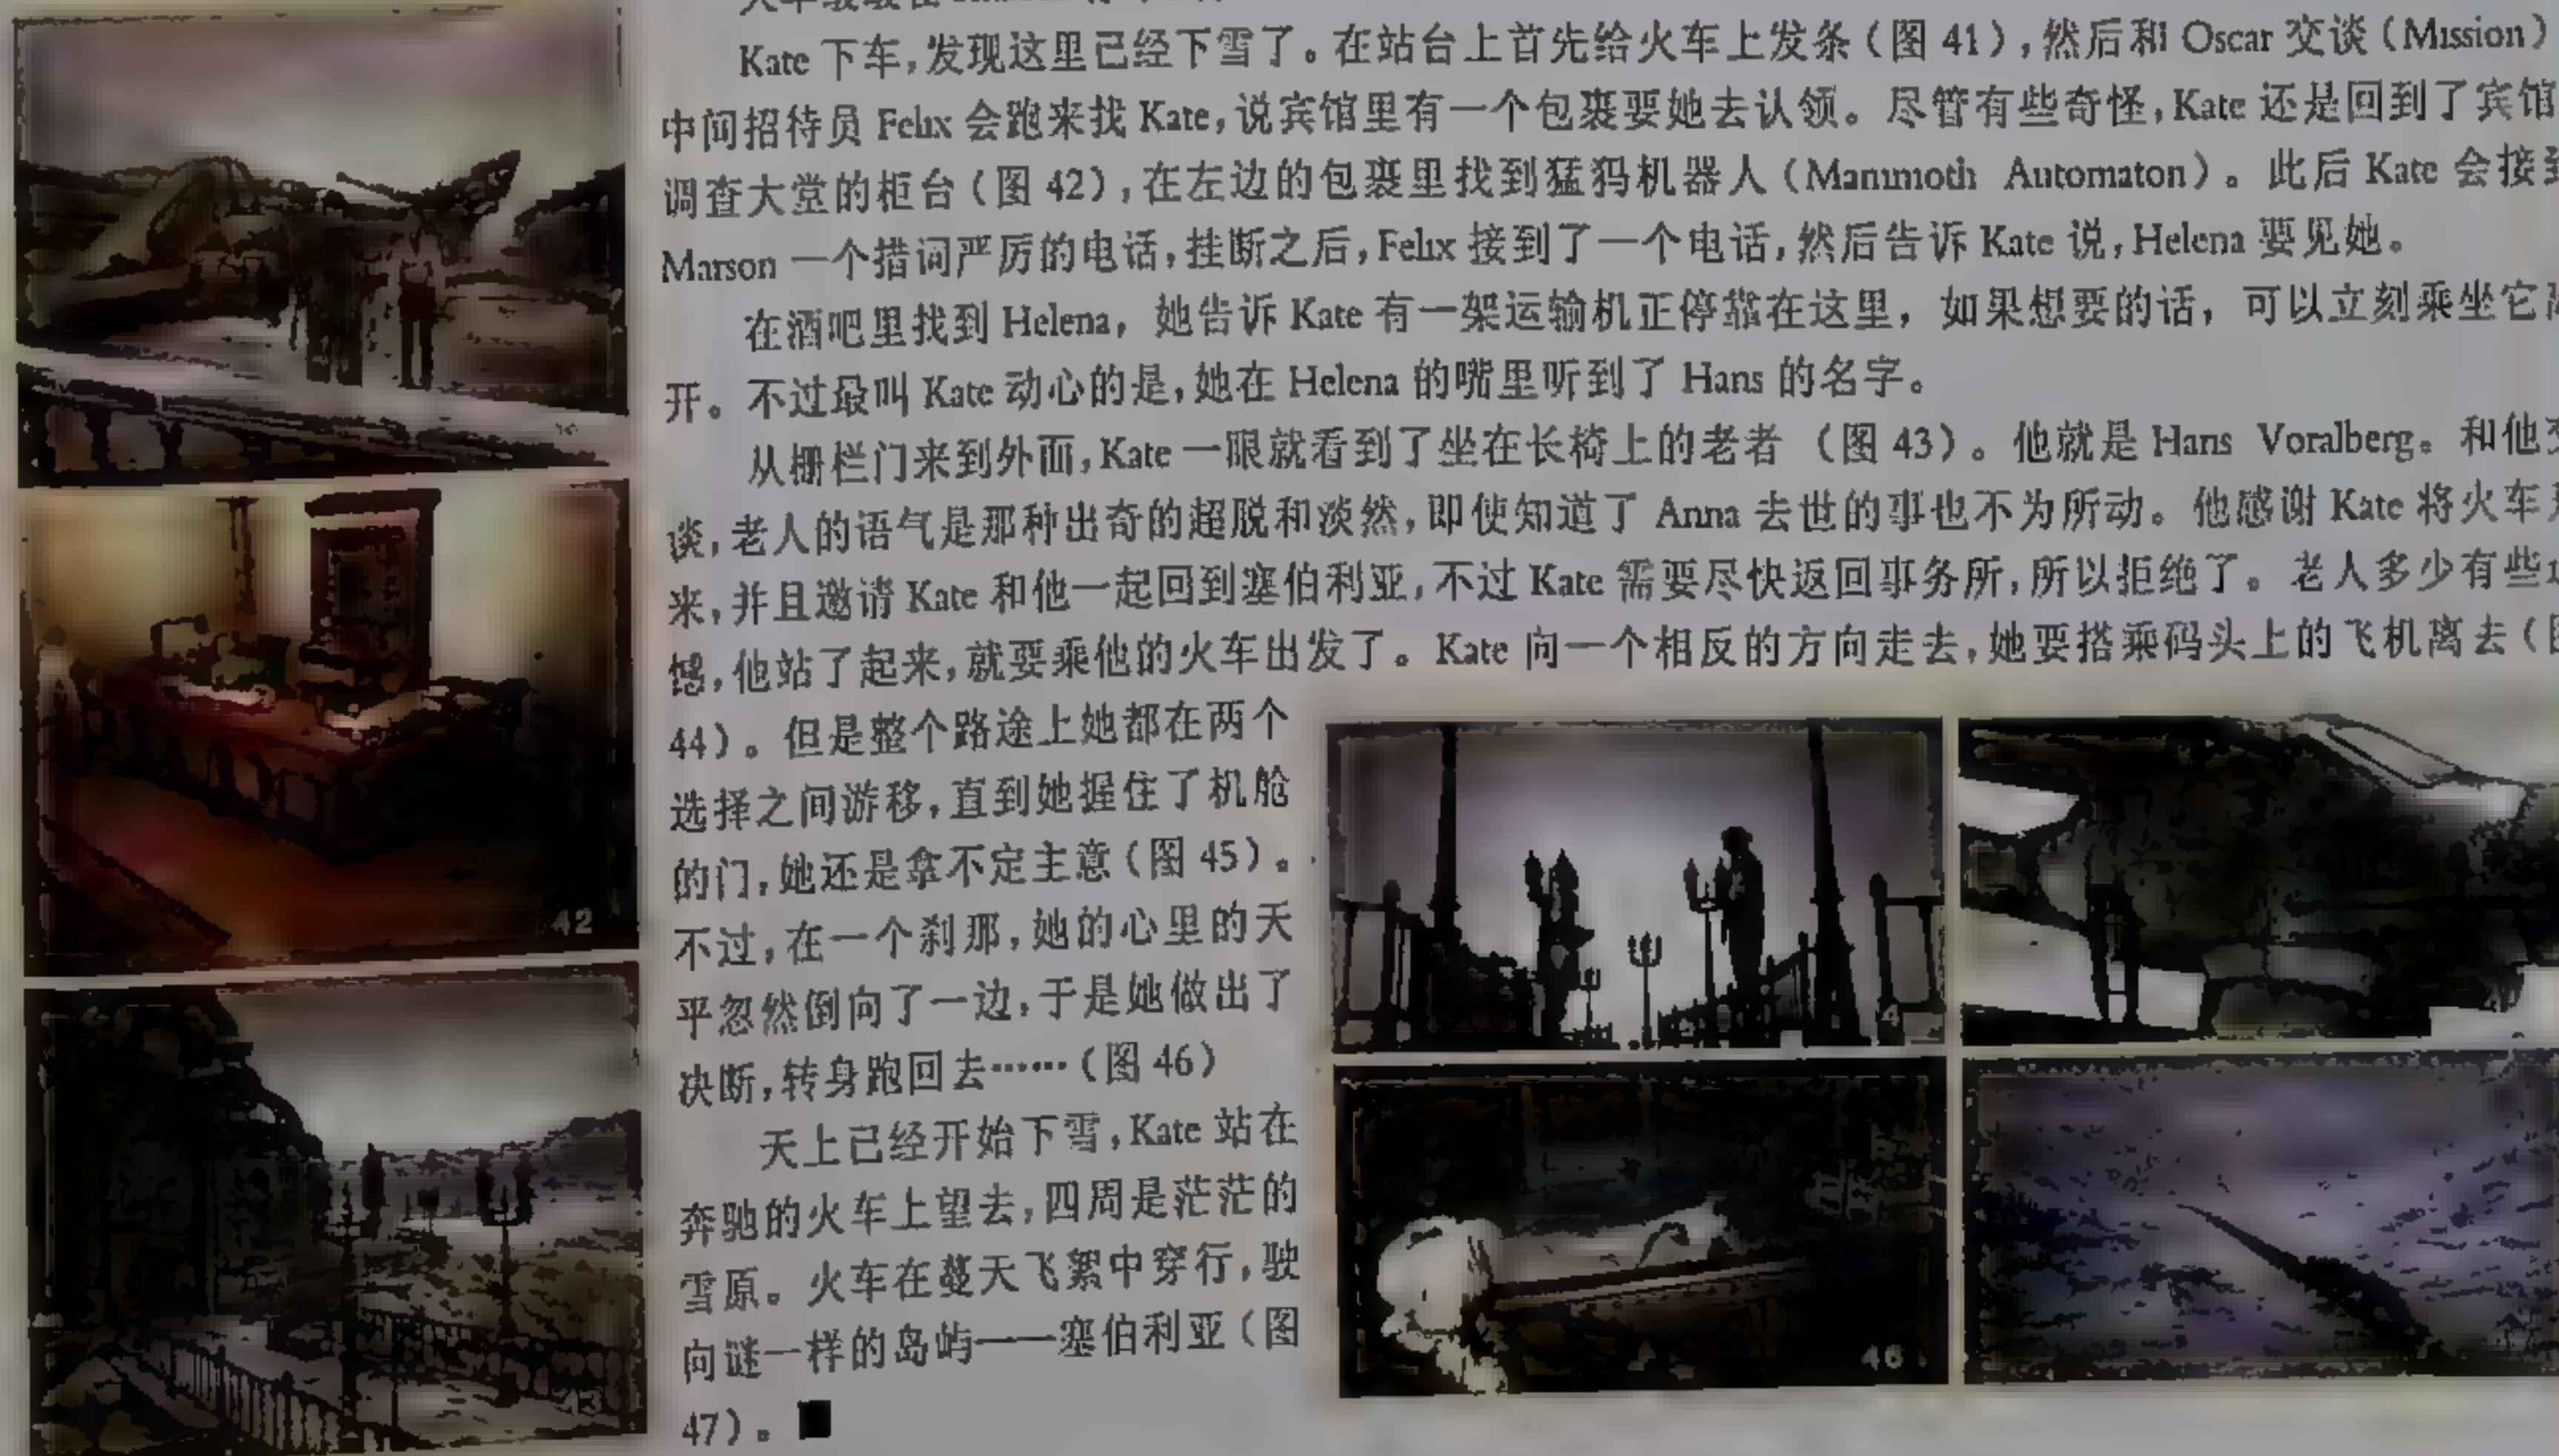 Kate 下车,发现这里已经下雪了。在站台上首先给火车上发条(图 41),然后和 Oscar 交谈(Mission)
中间招待员 Felix 会跑来找 Kate,说宾馆里有一个包裹要她去认领。尽管有些奇怪,Kate 还是回到了宾馆
调查大堂的柜台(图 42),在左边的包裹里找到猛犸机器人(Mammoth Automaton)。此后 Kate 会接到
Marson 一个措词严厉的电话,挂断之后,Felix 接到了一个电话,然后告诉 Kate 说,Helena 要见她。
在酒吧里找到 Helena, 她告诉 Kate 有一架运输机正停靠在这里, 如果想要的话, 可以立刻乘坐它
开。不过最叫 Kate 动心的是,她在 Helena 的嘴里听到了 Hans 的名字。
从栅栏门来到外面,Kate 一眼就看到了坐在长椅上的老者 (图 43)。他就是 Hans Voralberg。和他
谈,老人的语气是那种出奇的超脱和淡然,即使知道了 Anna 去世的事也不为所动。他感谢 Kate 将火车
来,并且邀请 Kate 和他一起回到塞伯利亚,不过 Kate 需要尽快返回事务所,所以拒绝了。老人多少有些
憾,他站了起来,就要乘他的火车出发了。Kate 向一个相反的方向走去,她要搭乘码头上的飞机离去(图
44)。但是整个路途上她都在两个
选择之间游移,直到她握住了机舱
的门,她还是拿不定主意(图 45)。
不过,在一个刹那,她的心里的天
平忽然倒向了一边,于是她做出了
决断,转身跑回去……(图 46)
天上已经开始下雪,Kate 站在
奔驰的火车上望去,四周是茫茫的
雪原。火车在蔓天飞絮中穿行,驶
向谜一样的岛屿——塞伯利亚(图
47)。■
42
43
4
46